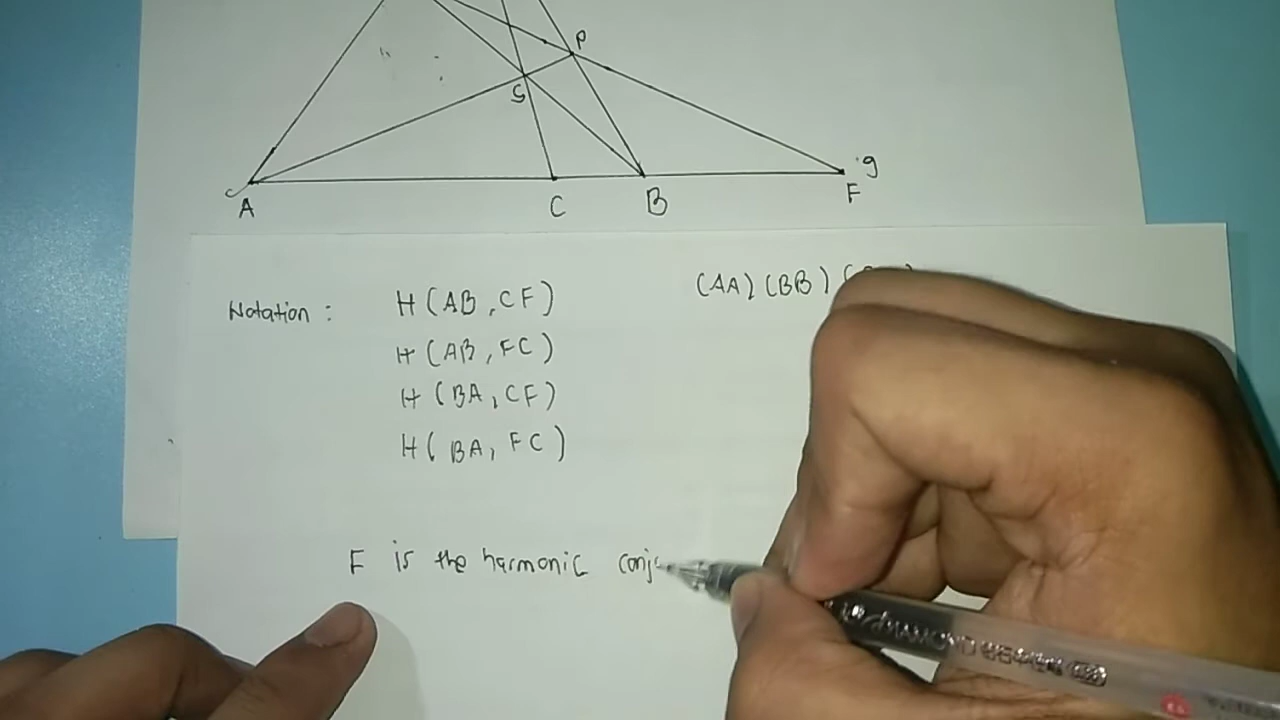 P
S
g
A C B F
Notation : H (AB, CF) (AA) (BB)
H (AB, FC)
H (BA, CF)
H (BA, FC)
F is the harmonic